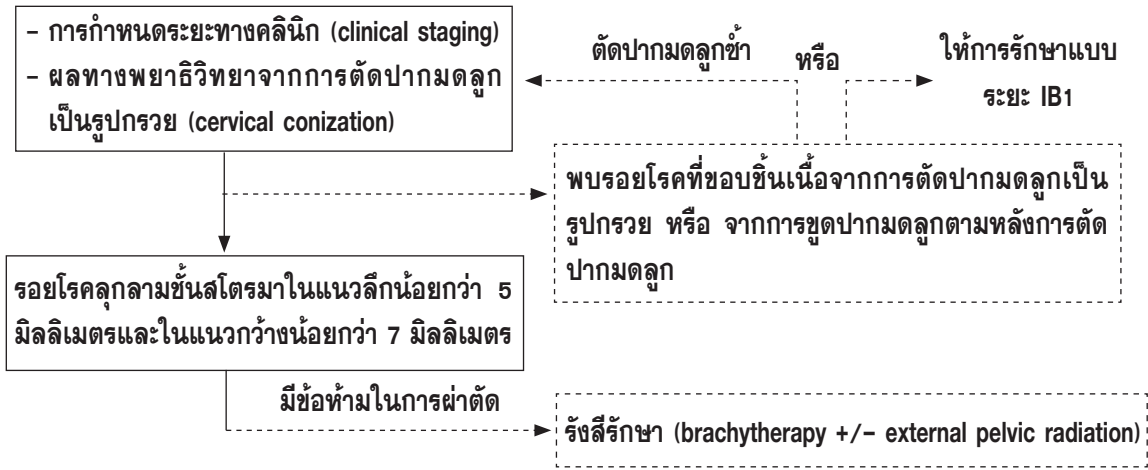 – การกำหนดระยะทางคลินิก (clinical staging)
– ผลทางพยาธิวิทยาจากการตัดปากมดลูก
เป็นรูปกรวย (cervical conization)
ตัดปากมดลูกซ้ำ
หรือ
ให้การรักษาแบบ
ระยะ IB1
พบรอยโรคที่ขอบชิ้นเนื้อจากการตัดปากมดลูกเป็น
รูปกรวย หรือ จากการขูดปากมดลูกตามหลังการตัด
ปากมดลูก
รอยโรคลุกลามชั้นสโตรมาในแนวลึกน้อยกว่า 5
มิลลิเมตรและในแนวกว้างน้อยกว่า 7 มิลลิเมตร
มีข้อห้ามในการผ่าตัด
รังสีรักษา (brachytherapy +/– external pelvic radiation)